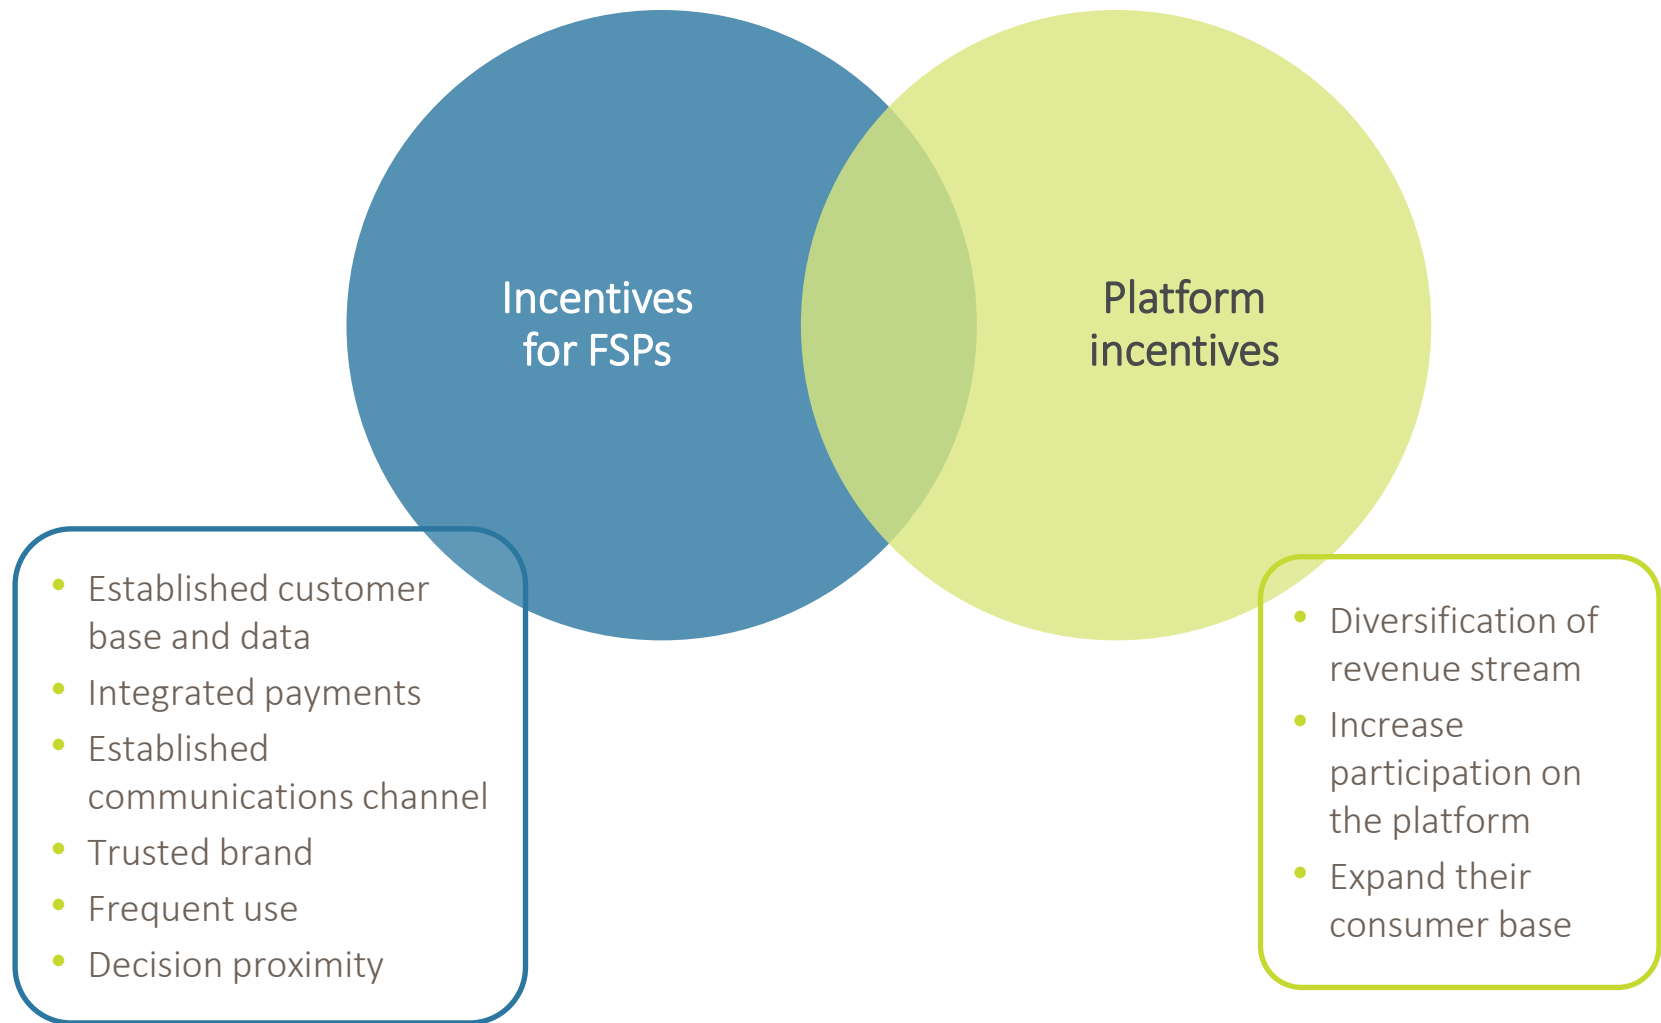 Incentives
for FSPs
Platform
incentives
• Established customer
base and data
• Integrated payments
• Established
communications channel
• Trusted brand
• Frequent use
• Decision proximity
• Diversification of
revenue stream
• Increase
participation on
the platform
• Expand their
consumer base